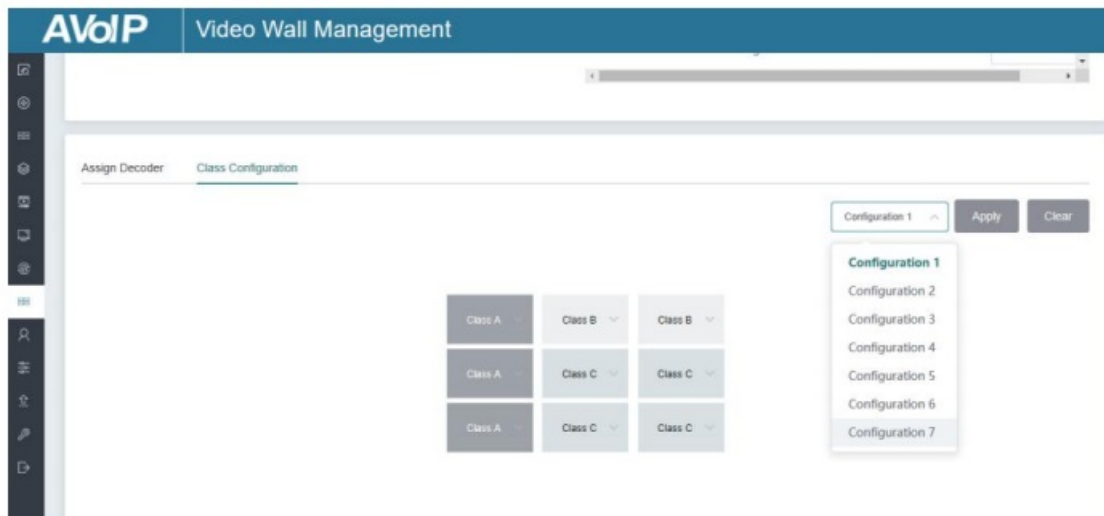 AVoIP Video Wall Management
Assign Decoder Class Configuration
Configuration 1 Apply Clear
Configuration 1
Configuration 2
Configuration 3
Configuration 4
Configuration 5
Configuration 6
Configuration 7
Class A Class B Class B
Class A Class C Class C
Class A Class C Class C